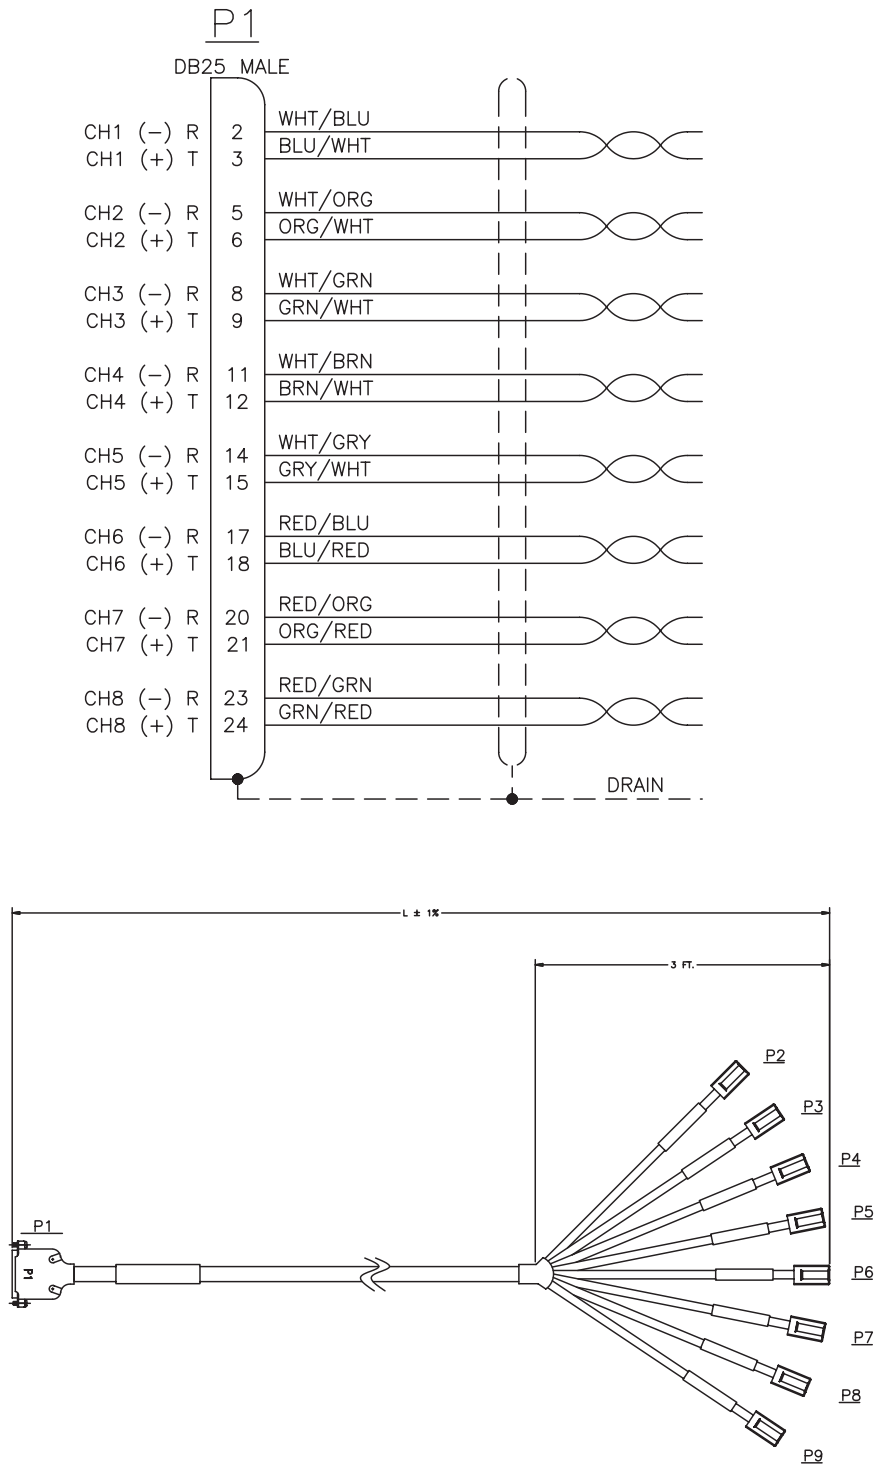 P1
DB25 MALE
CH1 (−) R 2 WHT/BLU
CH1 (+) T 3 BLU/WHT
CH2 (−) R 5 WHT/ORG
CH2 (+) T 6 ORG/WHT
CH3 (−) R 8 WHT/GRN
CH3 (+) T 9 GRN/WHT
CH4 (−) R 11 WHT/BRN
CH4 (+) T 12 BRN/WHT
CH5 (−) R 14 WHT/GRY
CH5 (+) T 15 GRY/WHT
CH6 (−) R 17 RED/BLU
CH6 (+) T 18 BLU/RED
CH7 (−) R 20 RED/ORG
CH7 (+) T 21 ORG/RED
CH8 (−) R 23 RED/GRN
CH8 (+) T 24 GRN/RED
DRAIN
L ± 1%
3 FT.
P2
P3
P4
P5
P1
P1
P6
P7
P8
P9